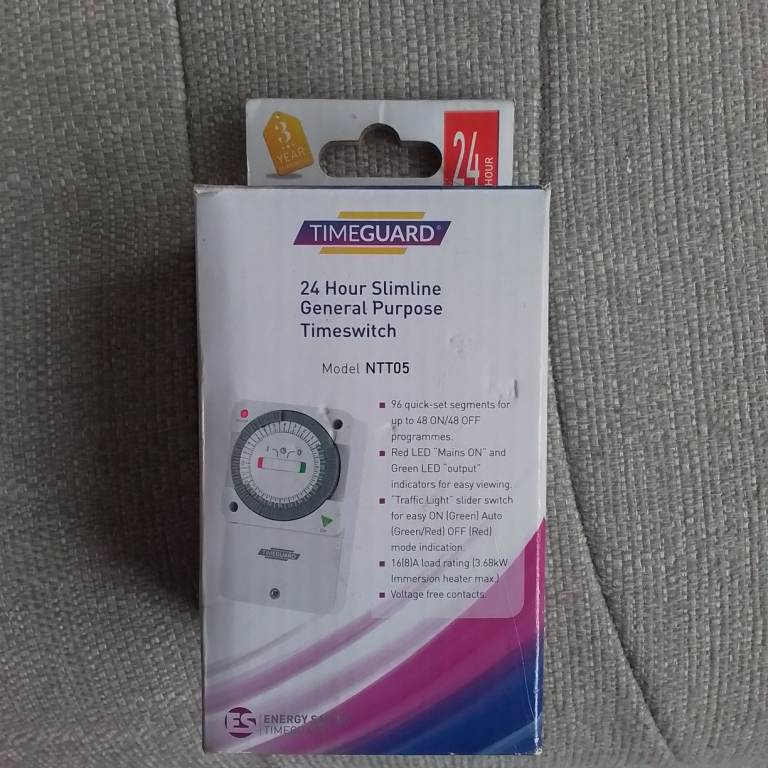 3
YEAR
24
HOUR
TIMEGUARD®
24 Hour Slimline
General Purpose
Timeswitch
Model NTT05
96 quick-set segments for
up to 48 ON/48 OFF
programmes.
Red LED "Mains ON" and
Green LED "output"
indicators for easy viewing.
"Traffic Light" slider switch
for easy ON (Green) Auto
(Green/Red) OFF (Red)
mode indication.
16(8)A load rating (3.68kW
Immersion heater max.)
Voltage free contacts.
TIMEGUARD
ES
ENERGY